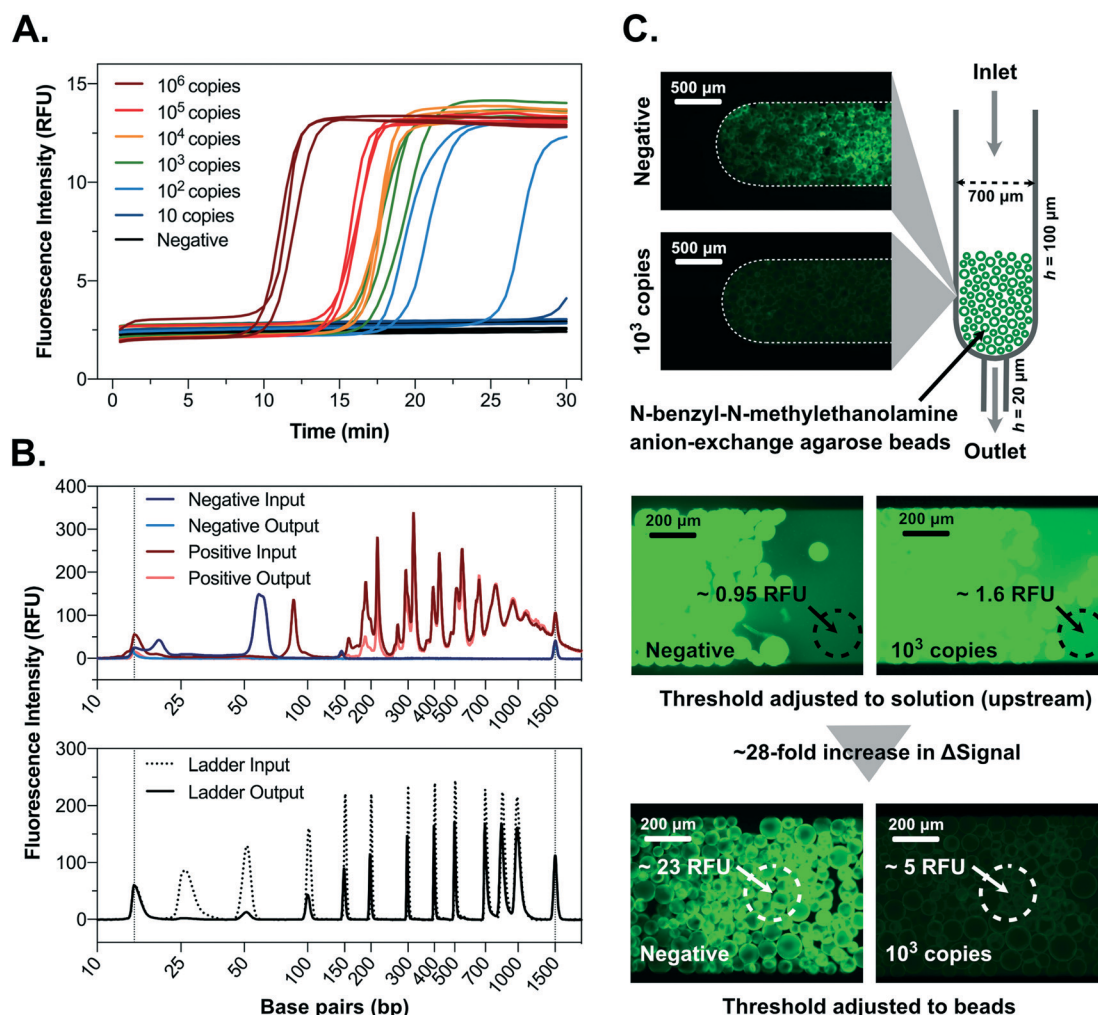 A.
Fluorescence Intensity (RFU)
15
10
5
0
10⁶ copies
10⁵ copies
10⁴ copies
10³ copies
10² copies
10 copies
Negative
0 5 10 15 20 25 30
Time (min)
B.
Fluorescence Intensity (RFU)
400
300
200
100
0
Negative Input
Negative Output
Positive Input
Positive Output
10 25 50 100 150 200 300 400 500 700 1000 1500
300
200
100
0
Ladder Input
Ladder Output
10 25 50 100 150 200 300 400 500 700 1000 1500
Base pairs (bp)
C.
Negative
500 µm
10³ copies
500 µm
Inlet
700 µm
h = 100 µm
h = 20 µm
N-benzyl-N-methylethanolamine
anion-exchange agarose beads
Outlet
200 µm
~ 0.95 RFU
Negative
200 µm
~ 1.6 RFU
10³ copies
Threshold adjusted to solution (upstream)
~28-fold increase in ΔSignal
200 µm
~ 23 RFU
Negative
200 µm
~ 5 RFU
10³ copies
Threshold adjusted to beads